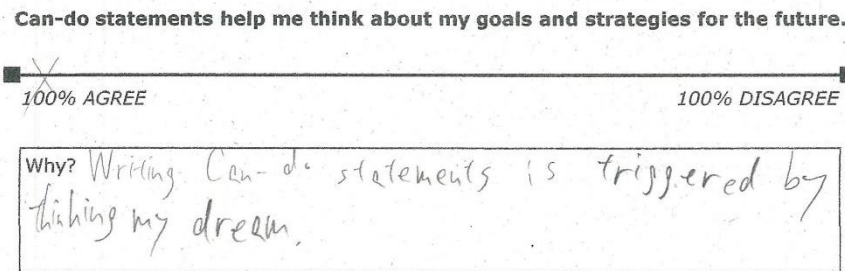 Can-do statements help me think about my goals and strategies for the future.
100% AGREE 100% DISAGREE
Why? Writing Can-do statements is triggered by
thinking my dream.